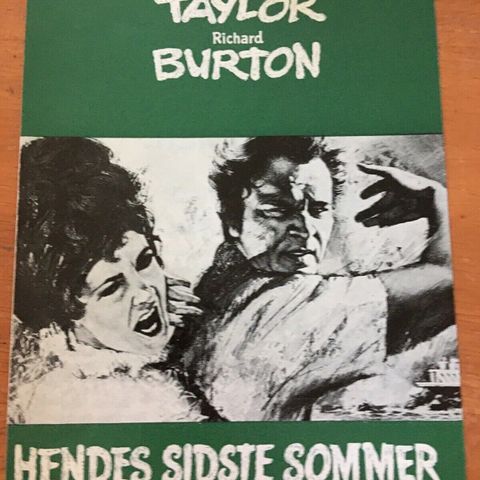 TAYLOR
Richard
BURTON
HENDES SIDSTE SOMMER